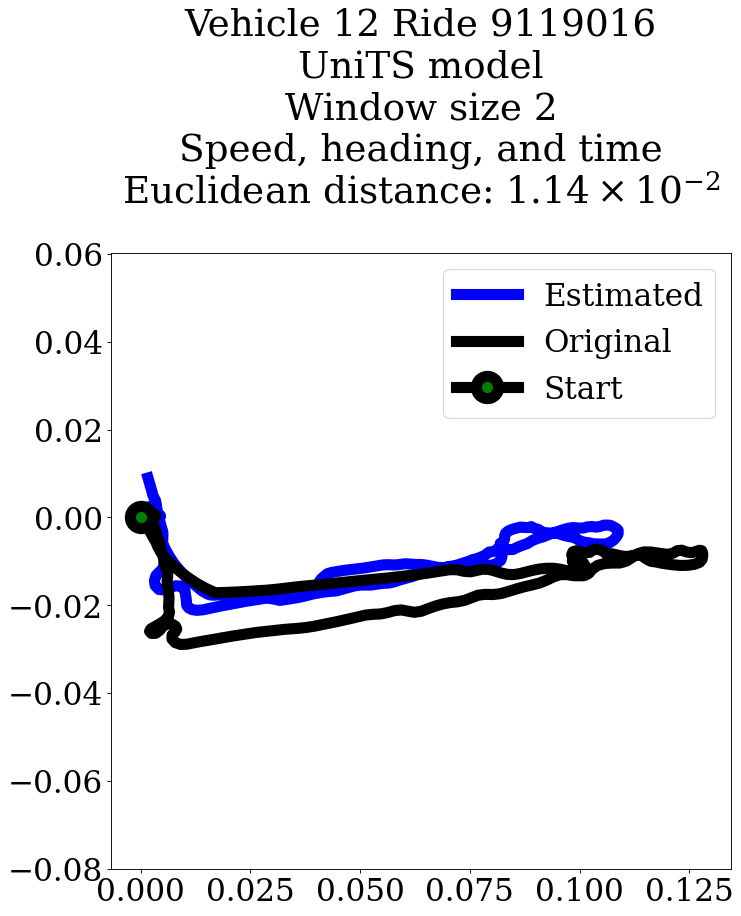 Vehicle 12 Ride 9119016
UniTS model
Window size 2
Speed, heading, and time
Euclidean distance: 1.14 × 10⁻²
0.06
0.04
0.02
0.00
−0.02
−0.04
−0.06
−0.08
Estimated
Original
Start
0.000 0.025 0.050 0.075 0.100 0.125